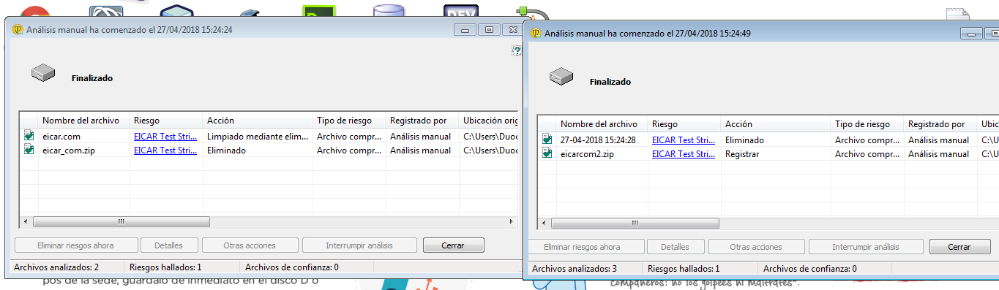 DEV
Análisis manual ha comenzado el 27/04/2018 15:24:24
Finalizado
Nombre del archivo Riesgo Acción Tipo de riesgo Registrado por Ubicación orig
eicar.com EICAR Test Stri... Limpiado mediante elim... Archivo compr... Análisis manual C:\Users\Duoc
eicar_com.zip EICAR Test Stri... Eliminado Archivo compr... Análisis manual C:\Users\Duoc
Eliminar riesgos ahora Detalles Otras acciones Interrumpir análisis Cerrar
Archivos analizados: 2 Riesgos hallados: 1 Archivos de confianza: 0
pos de la sede, guárdalo de inmediato en el disco D o
Análisis manual ha comenzado el 27/04/2018 15:24:49
Finalizado
Nombre del archivo Riesgo Acción Tipo de riesgo Registrado por Ubic
27-04-2018 15:24:28 EICAR Test Stri... Eliminado Archivo compr... Análisis manual C:\U
eicarcom2.zip EICAR Test Stri... Registrar Archivo compr... Análisis manual C:\U
Eliminar riesgos ahora Detalles Otras acciones Interrumpir análisis Cerrar
Archivos analizados: 3 Riesgos hallados: 1 Archivos de confianza: 0
compañeros: no los golpees ni maltrates".